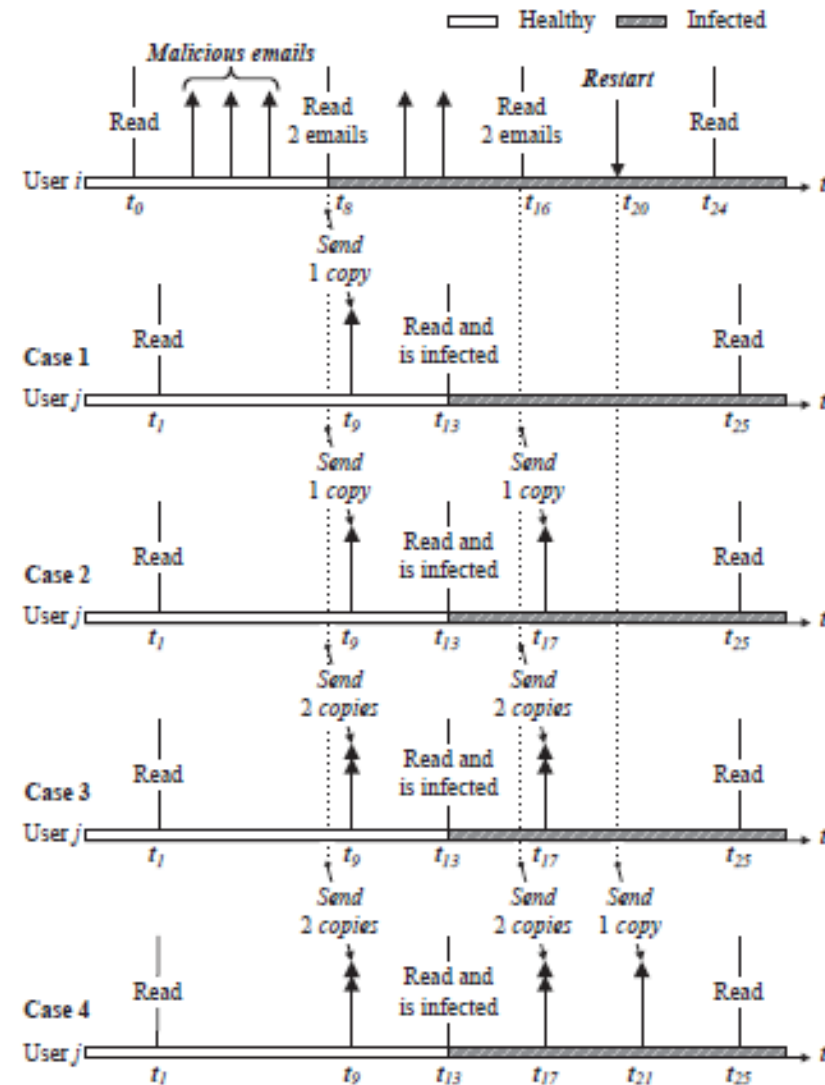 Healthy Infected
Malicious emails
Restart
Read Read Read Read
2 emails 2 emails
User i t
t0 t8 t16 t20 t24
Send
1 copy
Read Read and Read
is infected
Case 1
User j t
t1 t9 t13 t25
Send Send
1 copy 1 copy
Read Read and Read
is infected
Case 2
User j t
t1 t9 t13 t17 t25
Send Send
2 copies 2 copies
Read Read and Read
is infected
Case 3
User j t
t1 t9 t13 t17 t25
Send Send Send
2 copies 2 copies 1 copy
Read Read and Read
is infected
Case 4
User j t
t1 t9 t13 t17 t21 t25